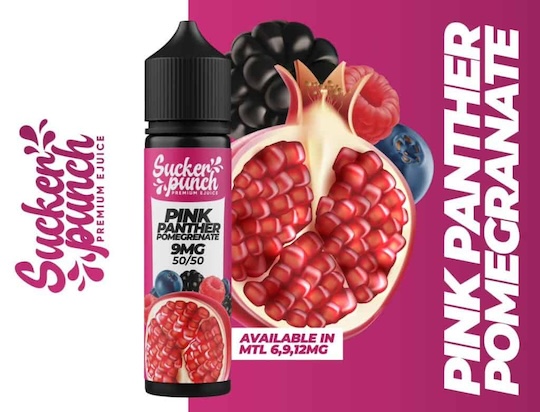 Sucker
punch
PREMIUM EJUICE
Sucker
punch
PREMIUM EJUICE
PINK
PANTHER
POMEGRENATE
9MG
50/50
AVAILABLE IN
MTL 6,9,12MG
PINK PANTHER
POMEGRANATE